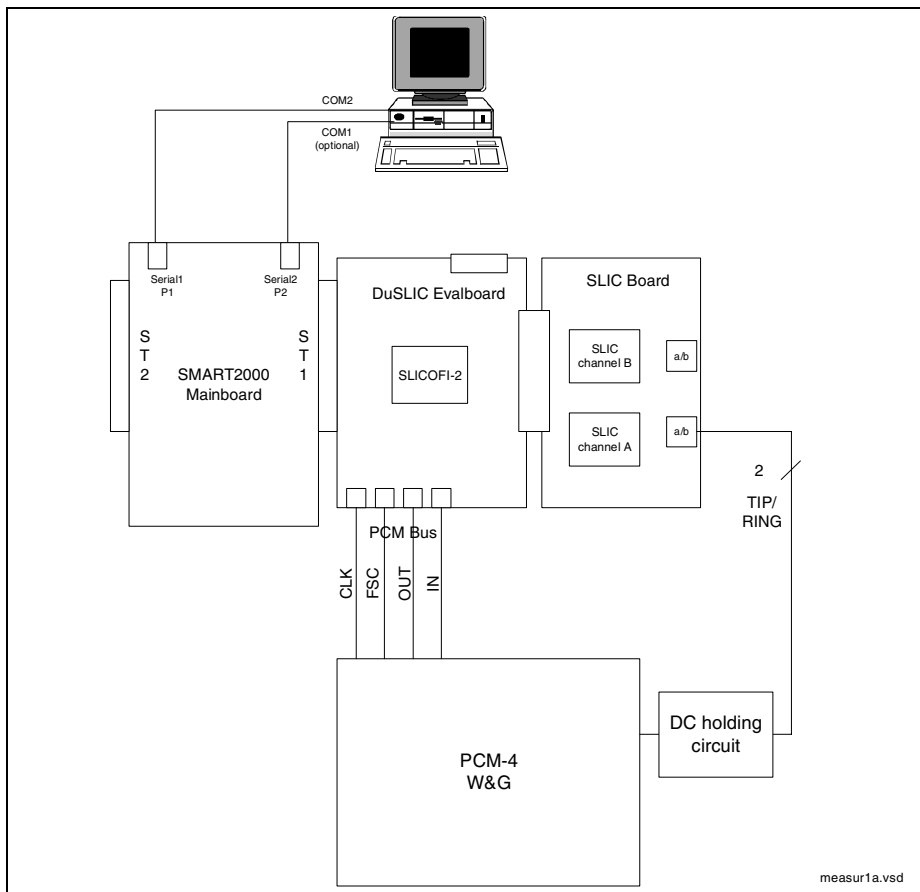 COM2
COM1
(optional)
Serial1
P1
Serial2
P2
S
T
2
S
T
1
SMART2000
Mainboard
DuSLIC Evalboard
SLICOFI-2
PCM Bus
SLIC Board
SLIC
channel B
a/b
SLIC
channel A
a/b
2
TIP/
RING
CLK
FSC
OUT
IN
PCM-4
W&G
DC holding
circuit
measur1a.vsd